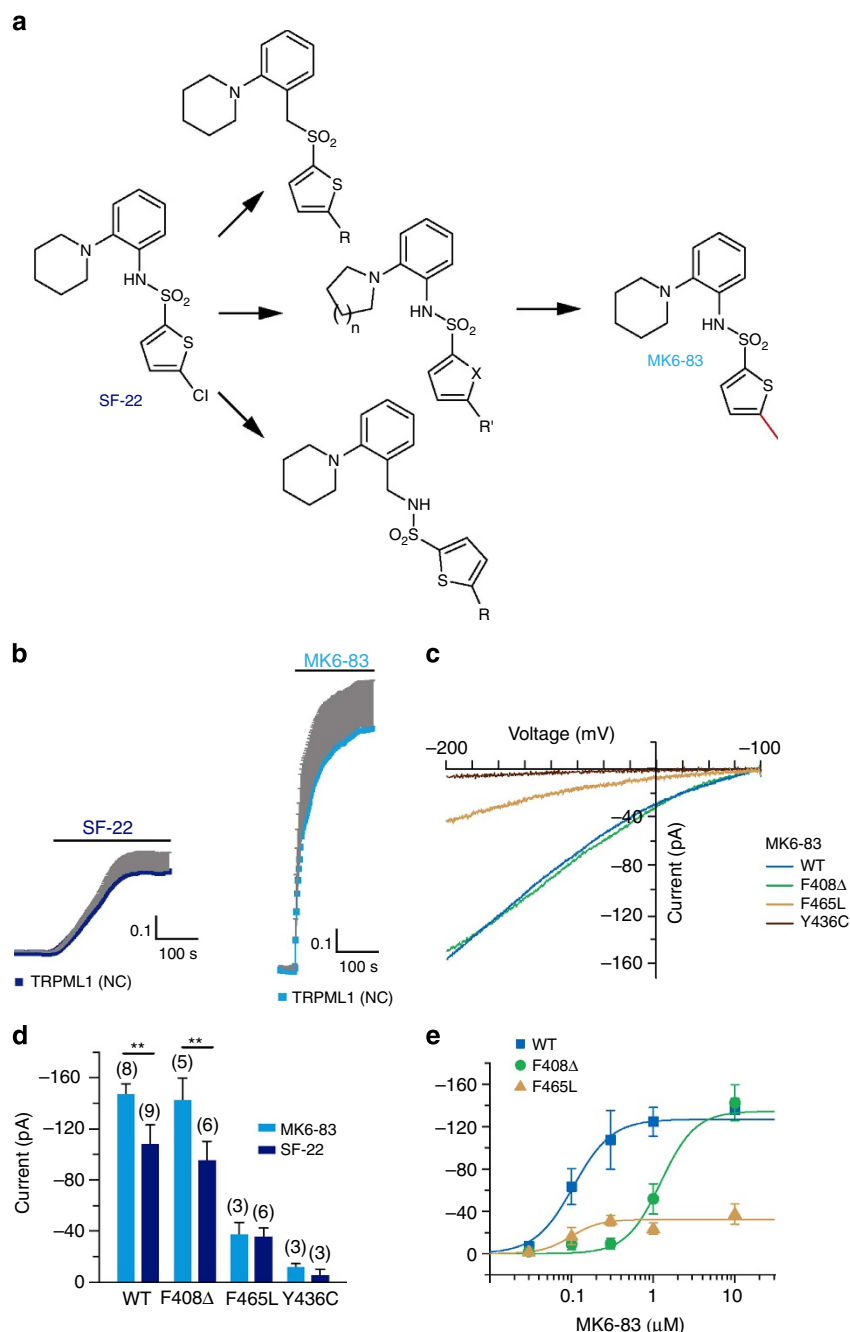 a
N
SO2
S
R
N
HN
SO2
S
Cl
SF-22
N
( )n
HN
SO2
X
R'
N
HN
SO2
S
MK6-83
N
NH
O2S
S
R
b
MK6-83
SF-22
0.1
100 s
0.1
100 s
TRPML1 (NC)
TRPML1 (NC)
c
Voltage (mV)
–200
–100
–40
–80
–120
–160
Current (pA)
MK6-83
WT
F408Δ
F465L
Y436C
d
**
**
(8)
(9)
(5)
(6)
(3)
(6)
(3)
(3)
–160
–120
–80
–40
0
Current (pA)
MK6-83
SF-22
WT
F408Δ
F465L
Y436C
e
WT
F408Δ
F465L
–160
–120
–80
–40
0
Current (pA)
0.1
1
10
MK6-83 (μM)